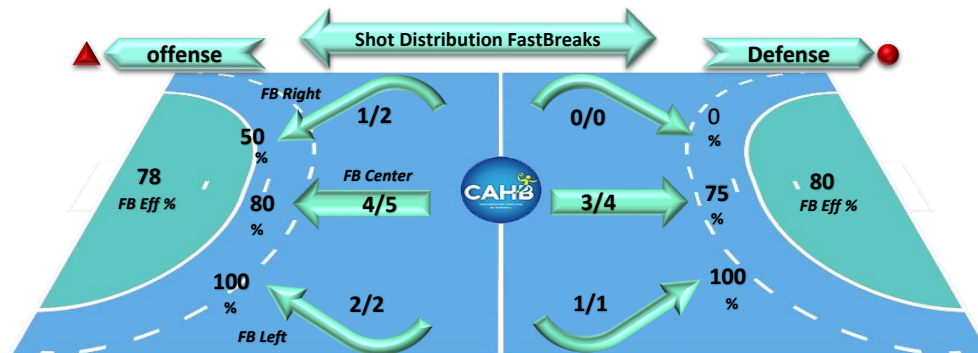 Shot Distribution FastBreaks
offense
Defense
FB Right
1/2
0/0
50
%
0
%
FB Center
78
FB Eff %
80
%
4/5
CAHB
3/4
75
%
80
FB Eff %
100
%
2/2
1/1
100
%
FB Left